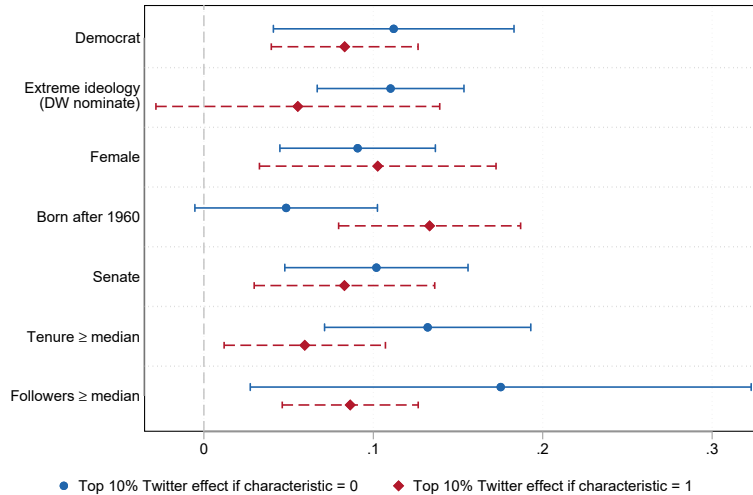 Democrat
Extreme ideology
(DW nominate)
Female
Born after 1960
Senate
Tenure ≥ median
Followers ≥ median
0 .1 .2 .3
Top 10% Twitter effect if characteristic = 0 Top 10% Twitter effect if characteristic = 1